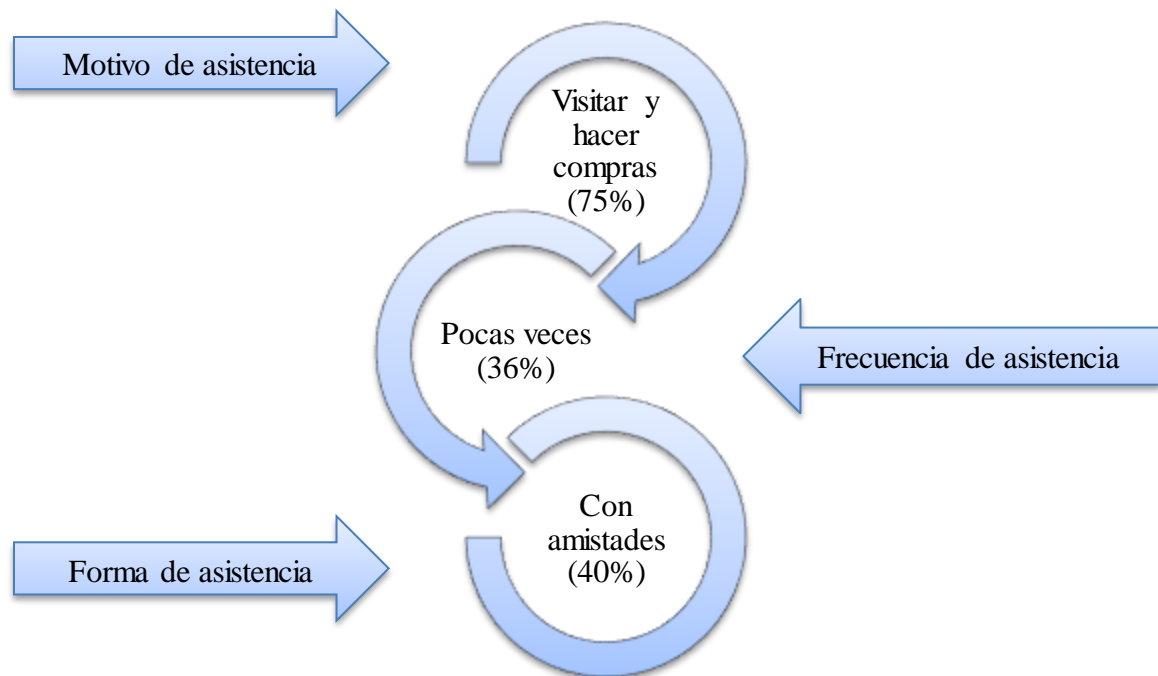 Motivo de asistencia
Visitar y
hacer
compras
(75%)
Pocas veces
(36%)
Frecuencia de asistencia
Con
amistades
(40%)
Forma de asistencia